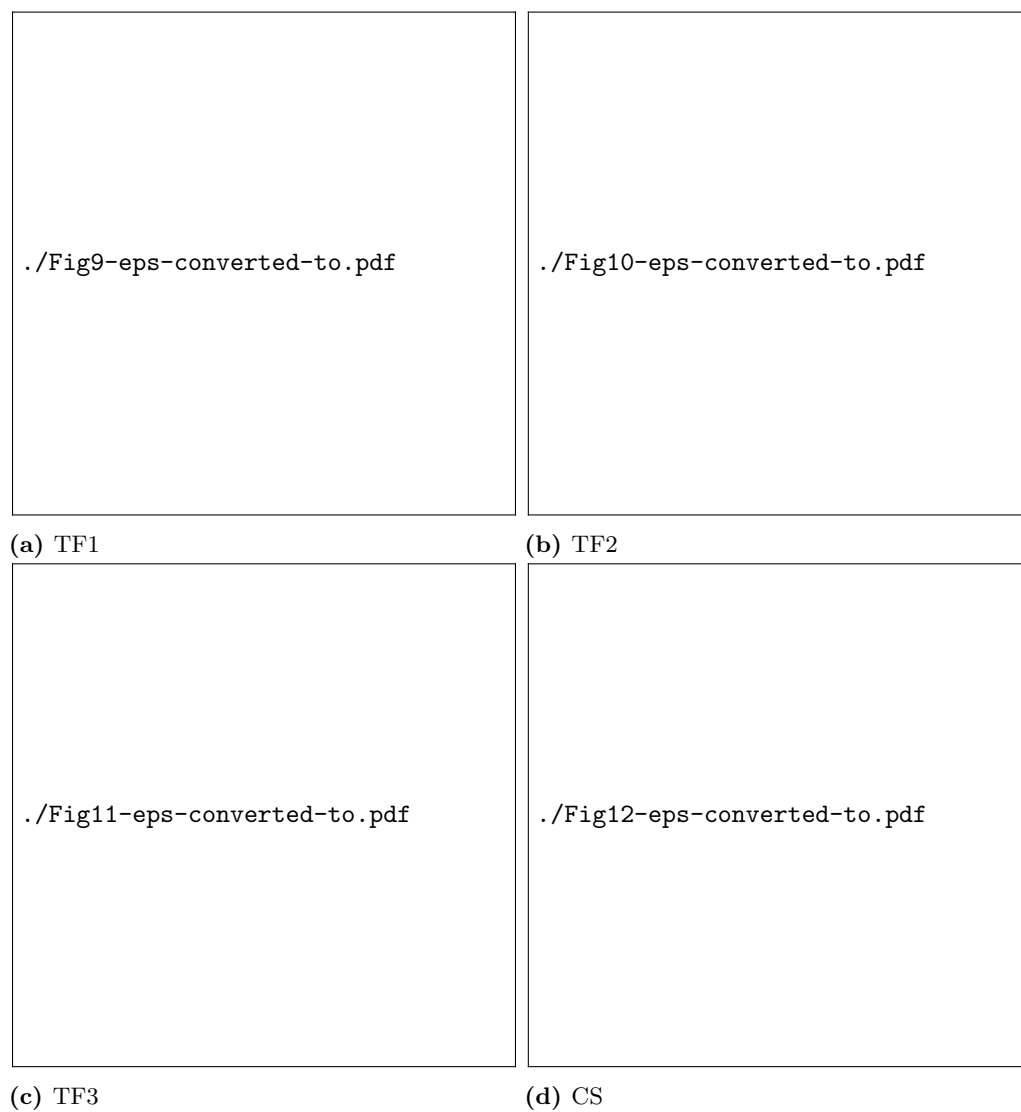 ./Fig9-eps-converted-to.pdf
./Fig10-eps-converted-to.pdf
(a) TF1
(b) TF2
./Fig11-eps-converted-to.pdf
./Fig12-eps-converted-to.pdf
(c) TF3
(d) CS